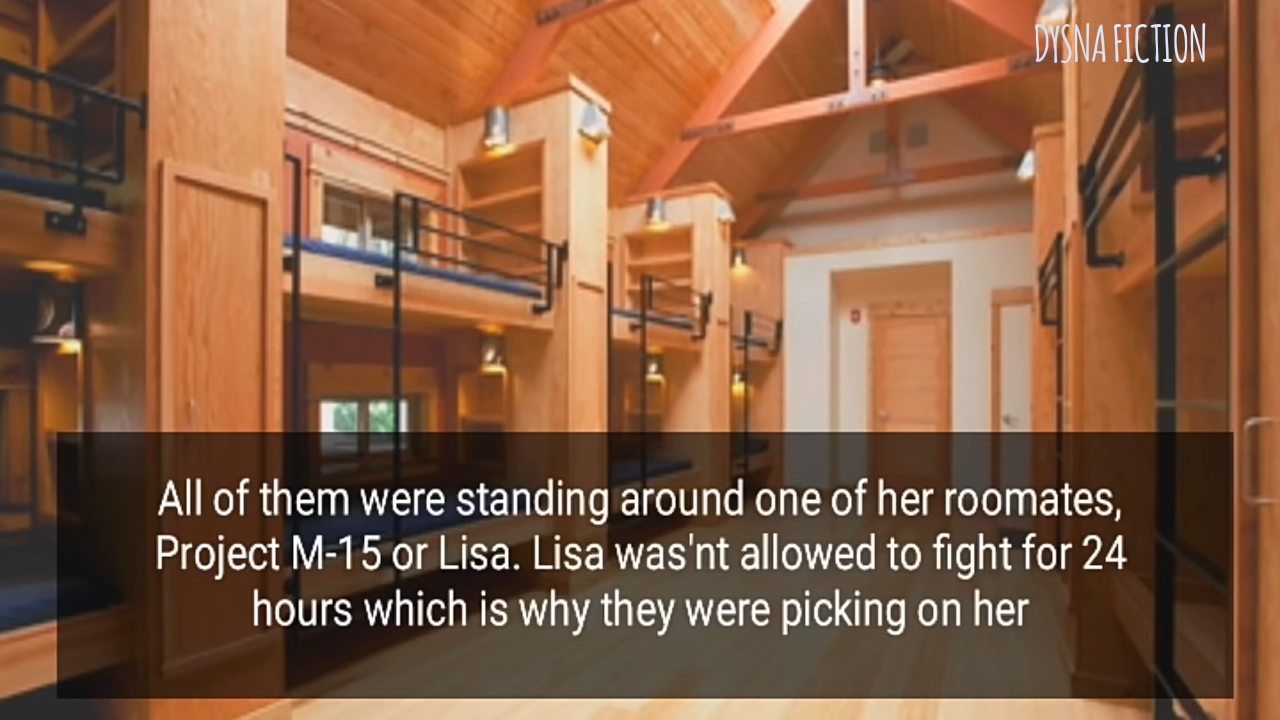 DYSNA FICTION
All of them were standing around one of her roomates,
Project M-15 or Lisa. Lisa was'nt allowed to fight for 24
hours which is why they were picking on her